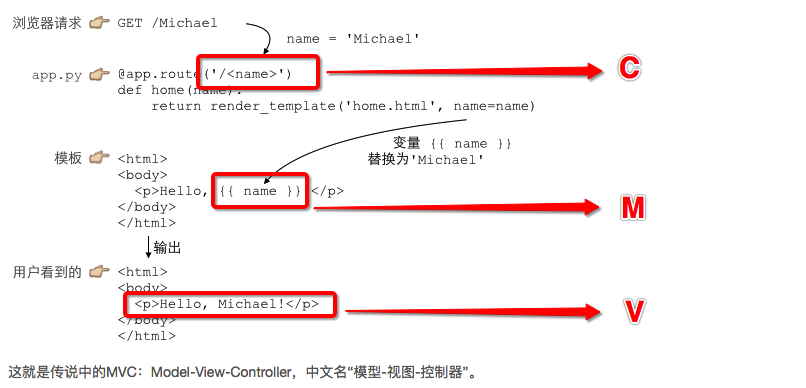 浏览器请求 GET /Michael
name = 'Michael'
app.py @app.route('/<name>') C
def home(name):
return render_template('home.html', name=name)
变量 {{ name }}
替换为'Michael'
模板 <html>
<body>
<p>Hello, {{ name }} </p>
</body> M
</html>
输出
用户看到的 <html>
<body>
<p>Hello, Michael!</p> V
</body>
</html>
这就是传说中的MVC：Model-View-Controller，中文名“模型-视图-控制器”。